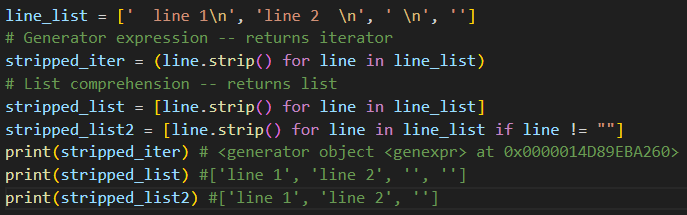 line_list = ['  line 1\n', 'line 2  \n', ' \n', '']
# Generator expression -- returns iterator
stripped_iter = (line.strip() for line in line_list)
# List comprehension -- returns list
stripped_list = [line.strip() for line in line_list]
stripped_list2 = [line.strip() for line in line_list if line != ""]
print(stripped_iter) # <generator object <genexpr> at 0x0000014D89EBA260>
print(stripped_list) #['line 1', 'line 2', '', '']
print(stripped_list2) #['line 1', 'line 2', '']